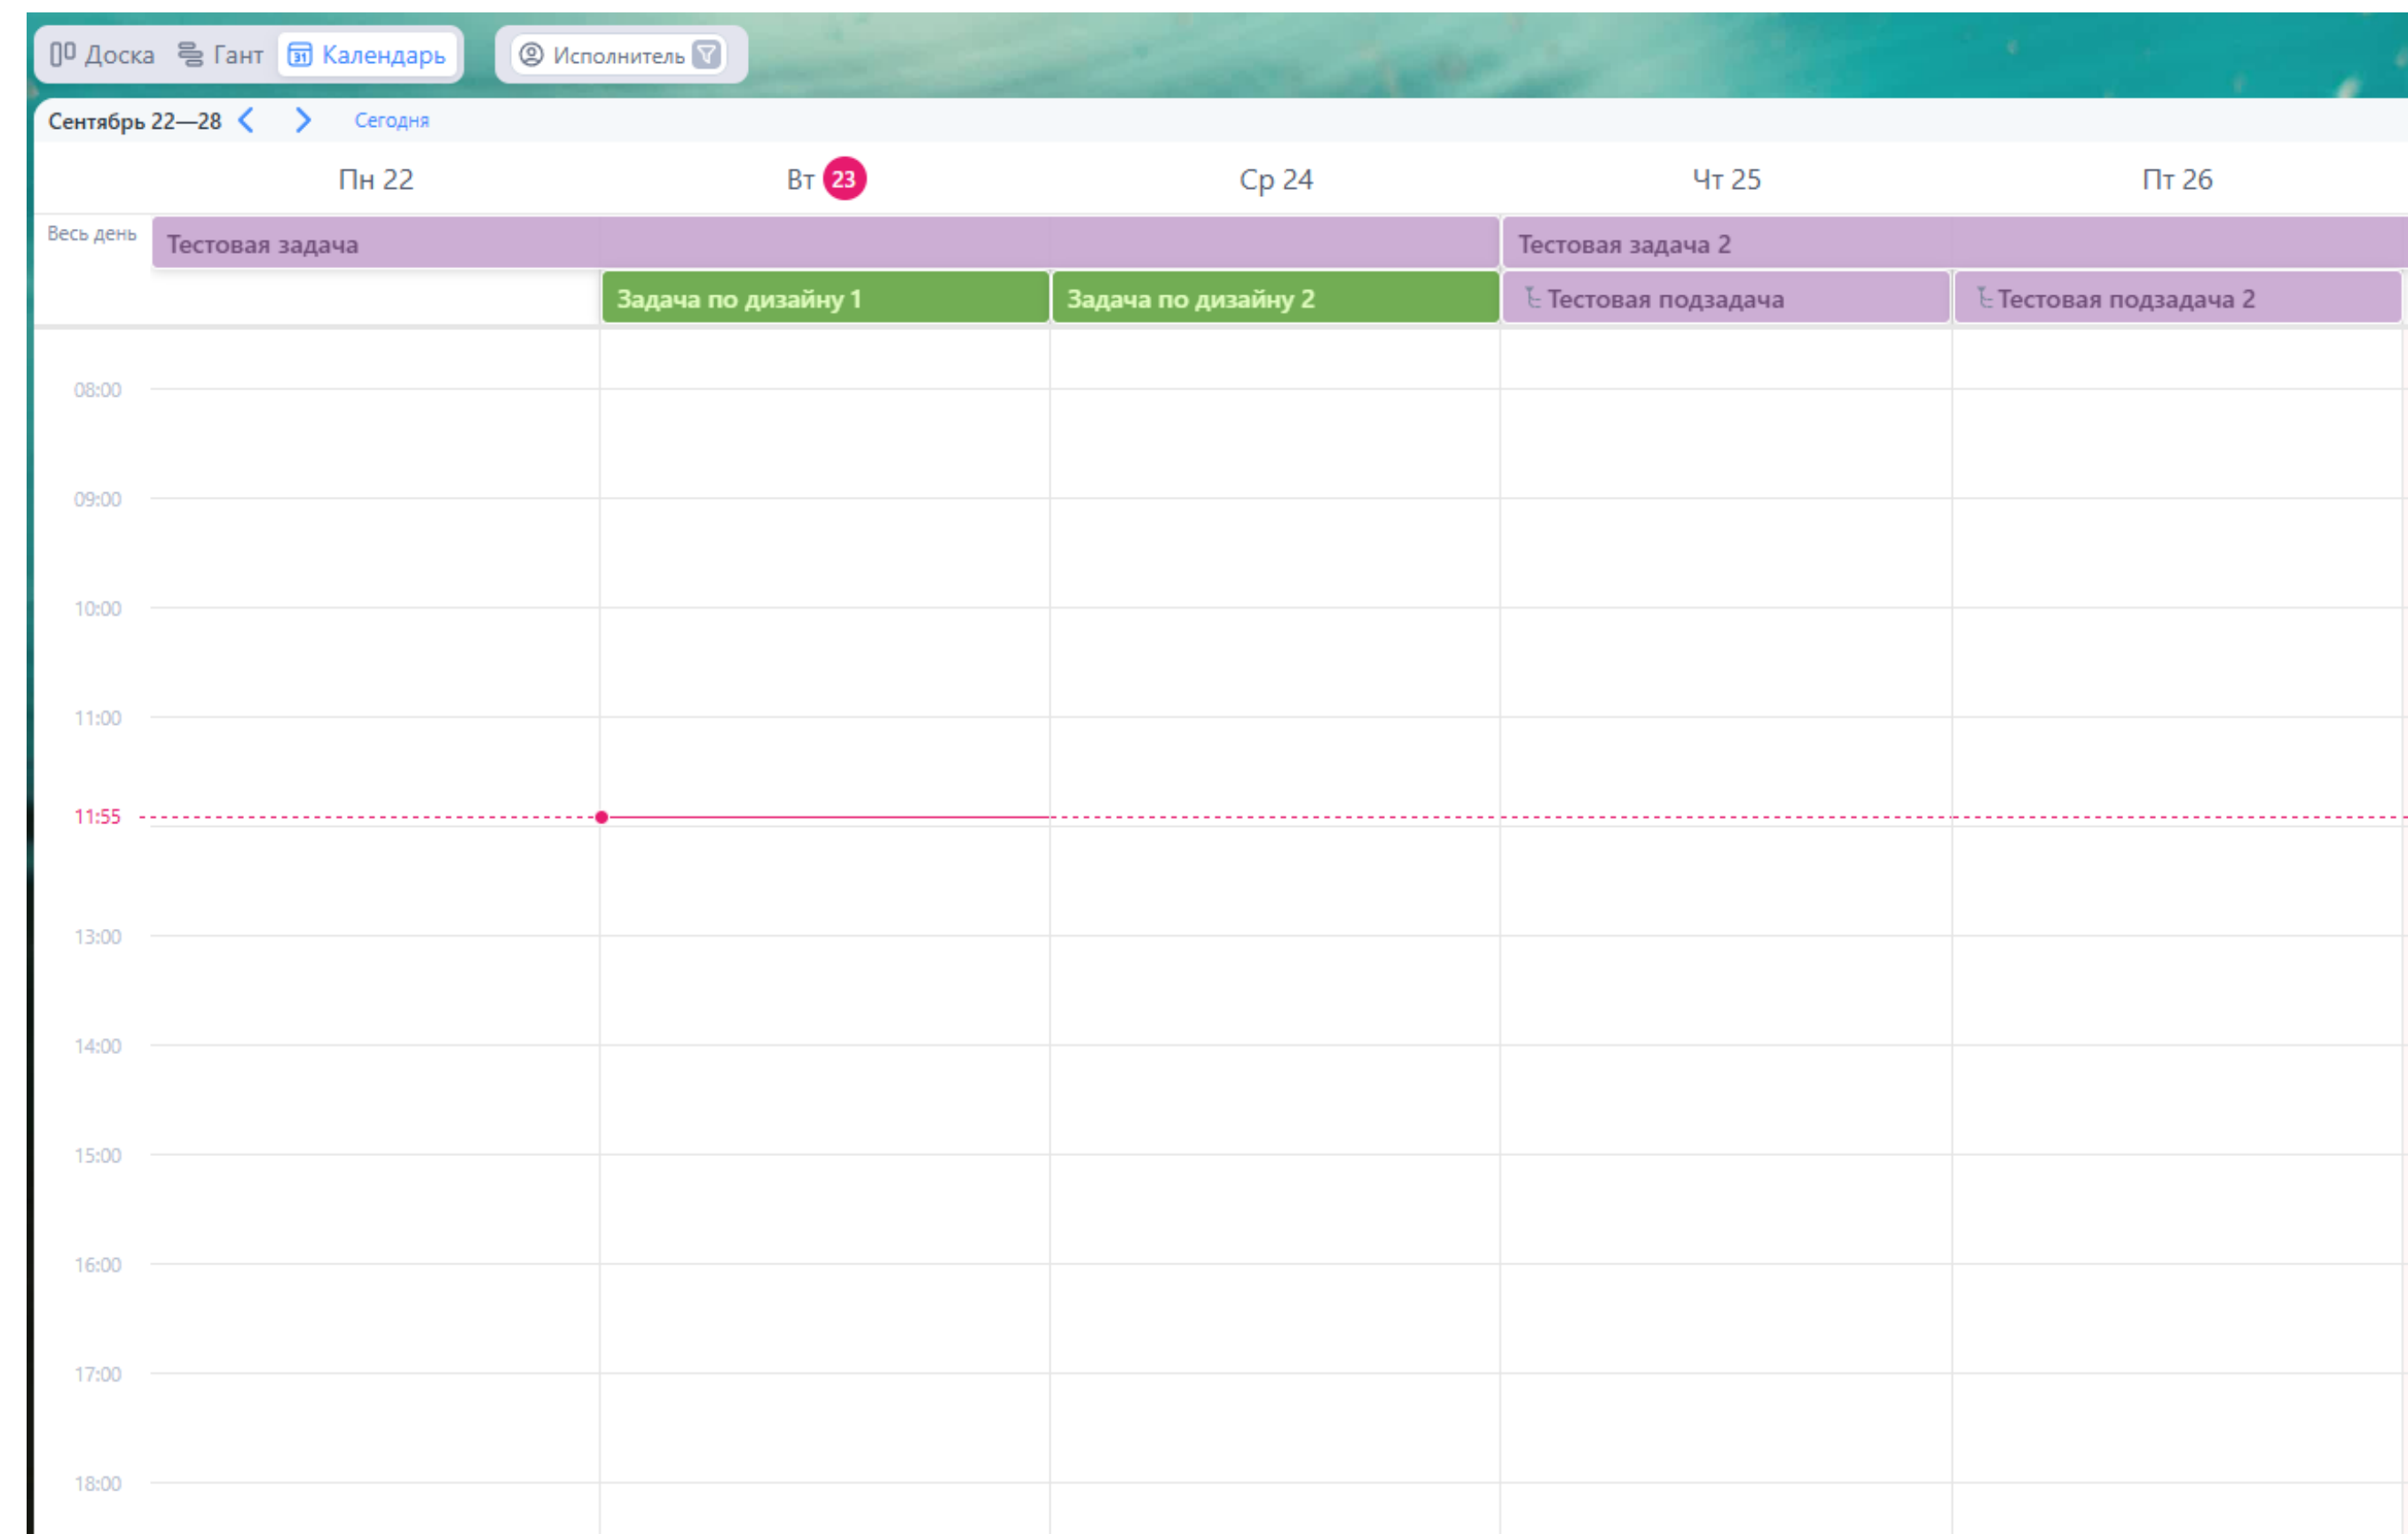 Доска Гант 31 Календарь Исполнитель
Сентябрь 22—28 Сегодня
Пн 22 Вт 23 Ср 24 Чт 25 Пт 26
Весь день Тестовая задача Тестовая задача 2
Задача по дизайну 1 Задача по дизайну 2 Тестовая подзадача Тестовая подзадача 2
08:00
09:00
10:00
11:00
11:55
13:00
14:00
15:00
16:00
17:00
18:00